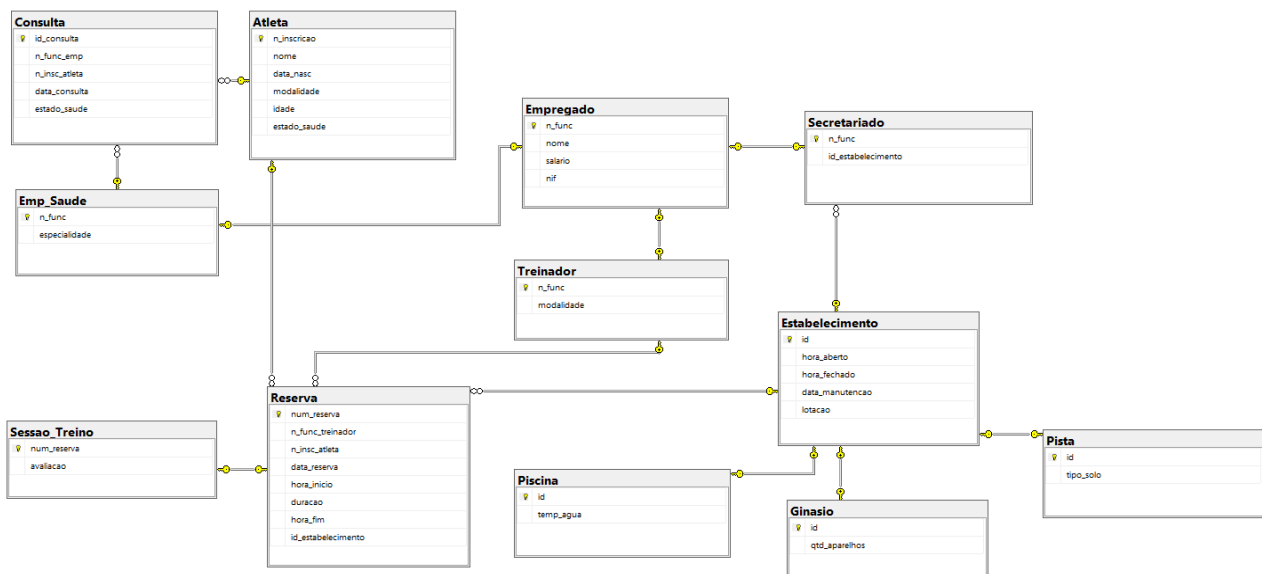 Consulta
id_consulta
n_func_emp
n_insc_atleta
data_consulta
estado_saude
Atleta
n_inscricao
nome
data_nasc
modalidade
idade
estado_saude
Empregado
n_func
nome
salario
nif
Secretariado
n_func
id_estabelecimento
Emp_Saude
n_func
especialidade
Treinador
n_func
modalidade
Estabelecimento
id
hora_aberto
hora_fechado
data_manutencao
lotacao
Reserva
num_reserva
n_func_treinador
n_insc_atleta
data_reserva
hora_inicio
duracao
hora_fim
id_estabelecimento
Sessao_Treino
num_reserva
avaliacao
Pista
id
tipo_solo
Piscina
id
temp_agua
Ginasio
id
qtd_aparelhos